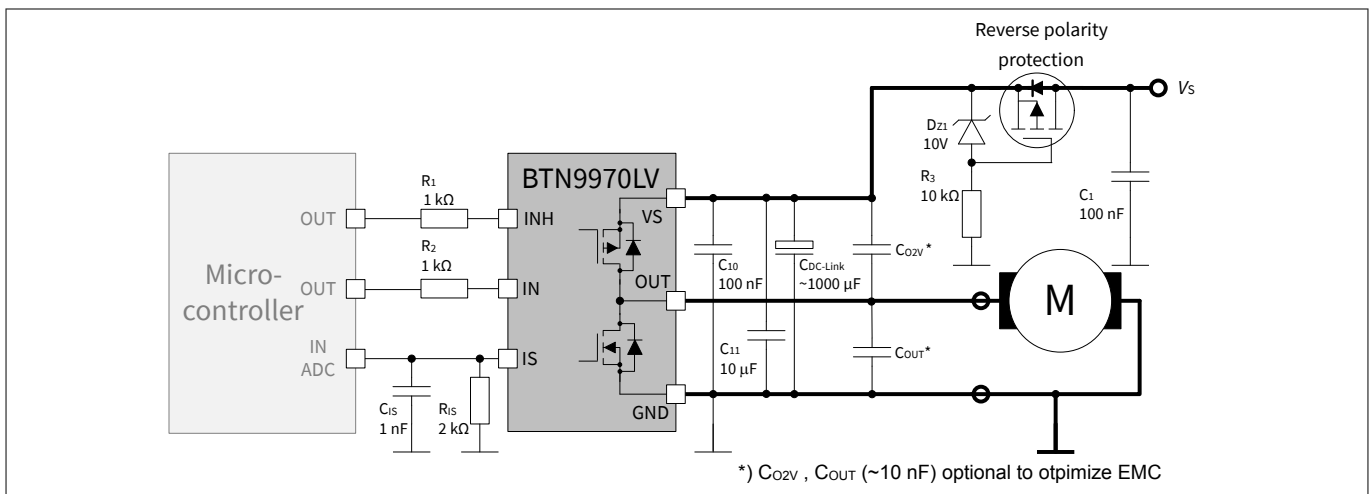 Reverse polarity
protection
VS
DZ1
10V
R3
10 kΩ
C1
100 nF
Micro-
controller
OUT
OUT
IN
ADC
R1
1 kΩ
R2
1 kΩ
CIS
1 nF
RIS
2 kΩ
BTN9970LV
INH
IN
IS
VS
OUT
GND
C10
100 nF
C11
10 µF
CDC-Link
~1000 µF
CO2V*
COUT*
M
*) CO2V , COUT (~10 nF) optional to otpimize EMC